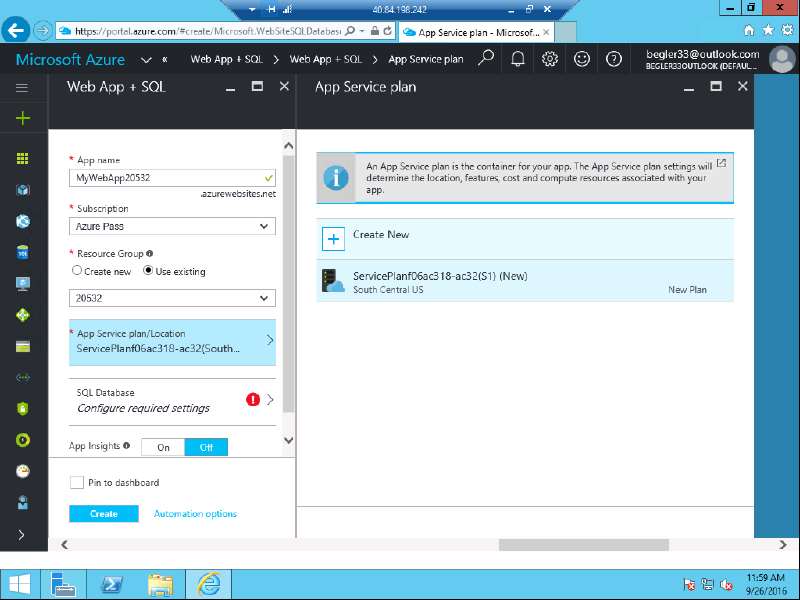 40.84.198.242
https://portal.azure.com/#create/Microsoft.WebSiteSQLDatabas
App Service plan - Microsof...
Microsoft Azure
Web App + SQL
Web App + SQL
App Service plan
begler33@outlook.com
BEGLER33OUTLOOK (DEFAUL...
Web App + SQL
* App name
MyWebApp20532
.azurewebsites.net
* Subscription
Azure Pass
* Resource Group
Create new
Use existing
20532
* App Service plan/Location
ServicePlanf06ac318-ac32(South...
SQL Database
Configure required settings
App Insights
On
Off
Pin to dashboard
Create
Automation options
App Service plan
An App Service plan is the container for your app. The App Service plan settings will
determine the location, features, cost and compute resources associated with your
app.
Create New
ServicePlanf06ac318-ac32(S1) (New)
South Central US
New Plan
11:59 AM
9/26/2016